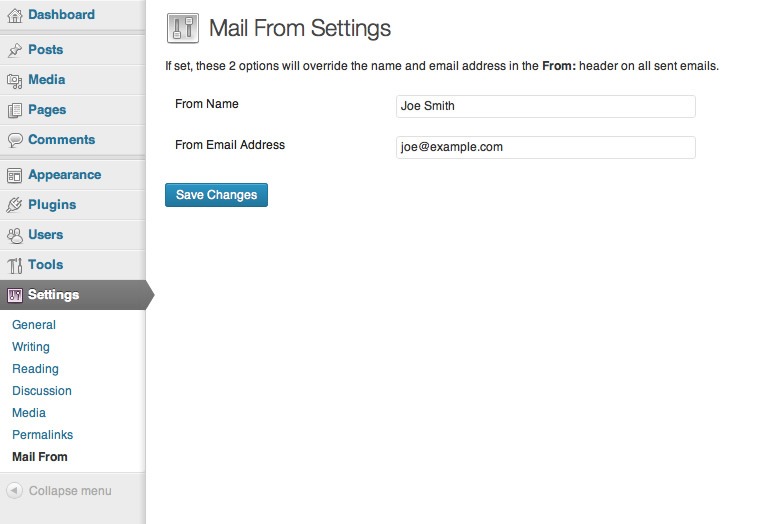 Dashboard
Posts
Media
Pages
Comments
Appearance
Plugins
Users
Tools
Settings
General
Writing
Reading
Discussion
Media
Permalinks
Mail From
Collapse menu
Mail From Settings
If set, these 2 options will override the name and email address in the From: header on all sent emails.
From Name Joe Smith
From Email Address joe@example.com
Save Changes